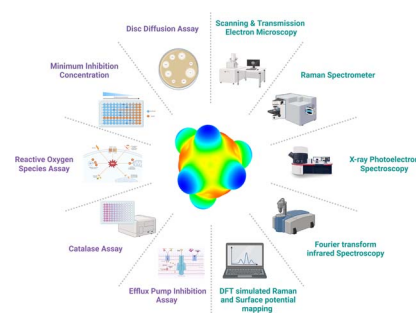 Disc Diffusion Assay
Scanning & Transmission
Electron Microscopy
Minimum Inhibition
Concentration
Raman Spectrometer
Reactive Oxygen
Species Assay
X-ray Photoelectron
Spectroscopy
Catalase Assay
Fourier transform
infrared Spectroscopy
Efflux Pump Inhibition
Assay
DFT simulated Raman
and Surface potential
mapping